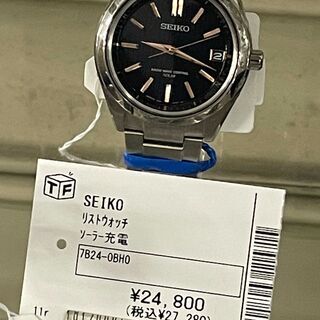 SEIKO
RADIO WAVE CONTROL
SOLAR
TF
SEIKO
リストウォッチ
ソーラー充電
7B24-0BH0
¥24,800
(税込¥27,280)